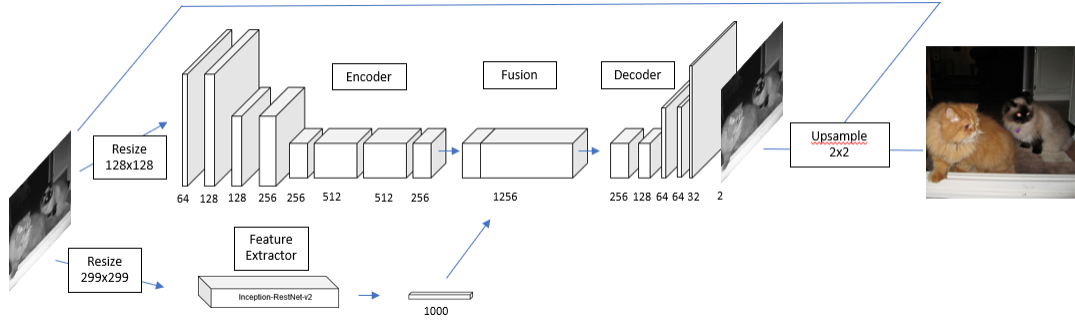 Encoder
Fusion
Decoder
Resize
128x128
Upsample
2x2
64 128 128 256 256 512 512 256
1256
256 128 64 64 32 2
Feature
Extractor
Resize
299x299
Inception-RestNet-v2
1000